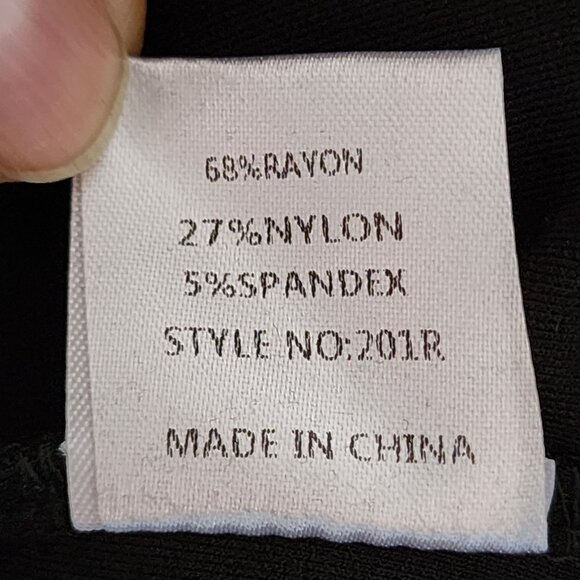 68%RAYON
27%NYLON
5%SPANDEX
STYLE NO:201R
MADE IN CHINA